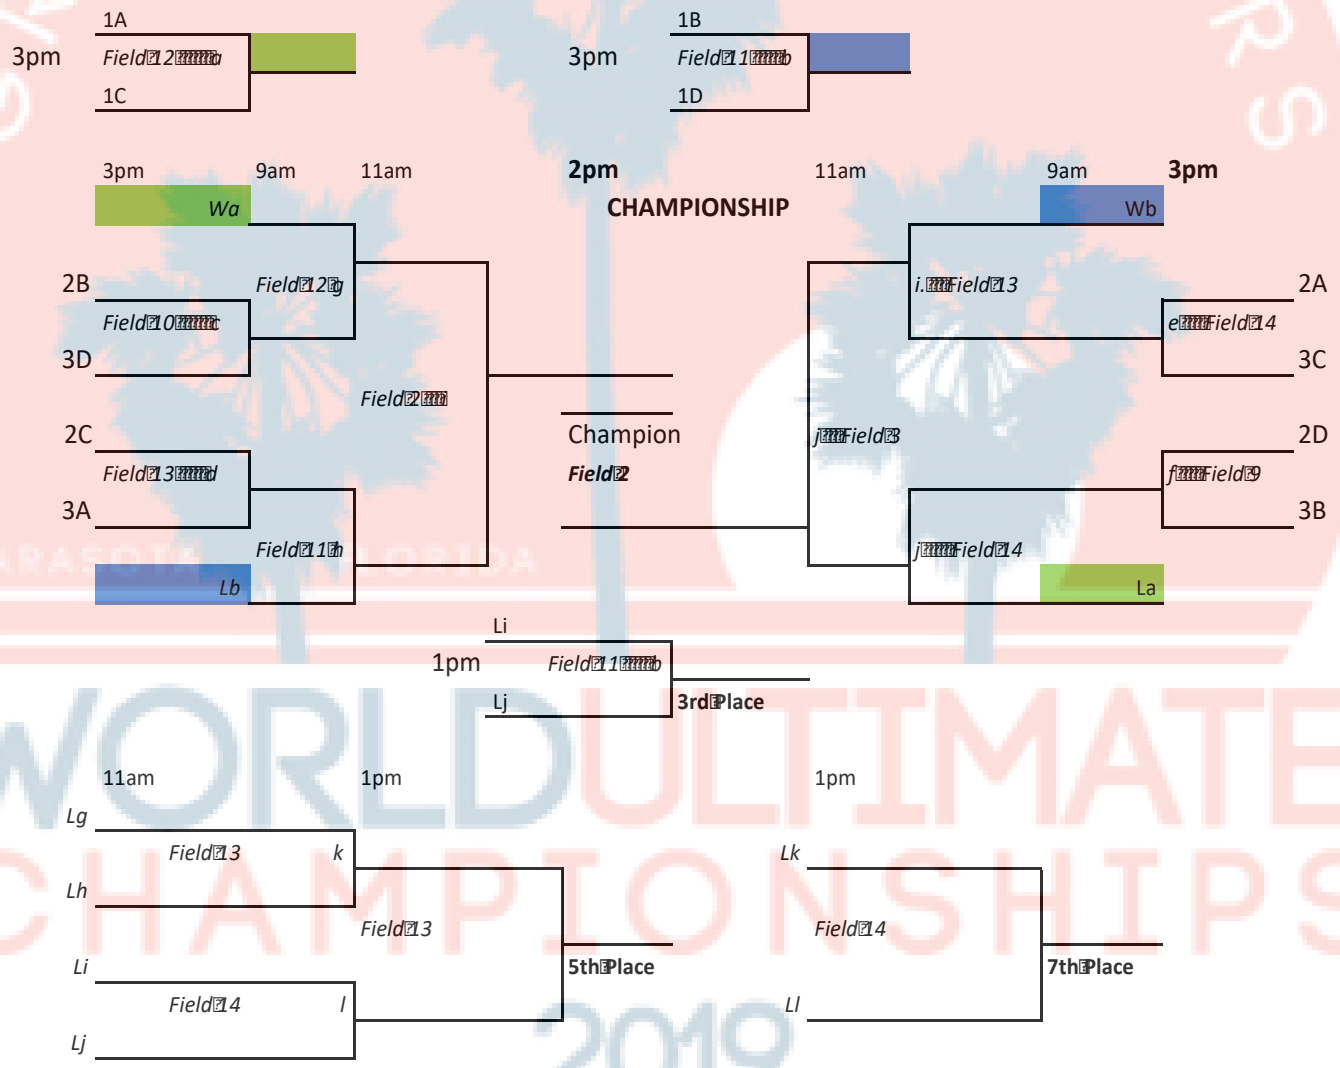 1A
1B
3pm
Field 12 a
3pm
Field 11 b
1C
1D
3pm 9am 11am 2pm 11am 9am 3pm
Wa
CHAMPIONSHIP
Wb
2B
Field 12 g
i. Field 13
2A
Field 10 c
e Field 14
3D
3C
Field 2 i
2C
Champion
j Field 3
2D
Field 13 d
Field 2
f Field 9
3A
3B
Field 11 h
j Field 14
ARASOTA FLORIDA
Lb
La
Li
1pm
Field 11 b
Lj
3rd Place
WORLD ULTIMATE
11am 1pm 1pm
Lg
Field 13 k
Lk
CHAMPIONSHIPS
Lh
Field 13
Field 14
Li
5th Place
7th Place
Field 14 l
Ll
Lj
2019